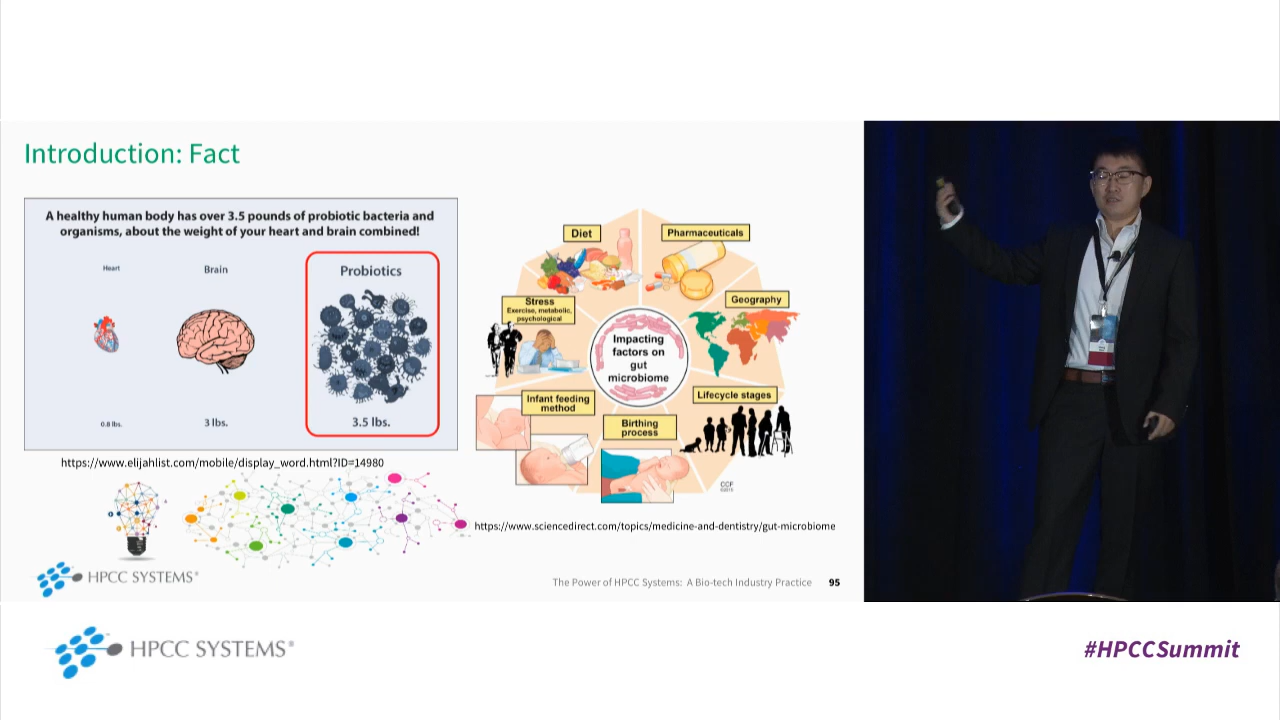 Introduction: Fact
A healthy human body has over 3.5 pounds of probiotic bacteria and
organisms, about the weight of your heart and brain combined!
Heart
Brain
Probiotics
0.8 lbs.
3 lbs.
3.5 lbs.
https://www.elijahlist.com/mobile/display_word.html?ID=14980
Diet
Pharmaceuticals
Stress
Exercise, metabolic,
psychological
Geography
Impacting
factors on
gut
microbiome
Infant feeding
method
Lifecycle stages
Birthing
process
CCF
©2015
https://www.sciencedirect.com/topics/medicine-and-dentistry/gut-microbiome
HPCC SYSTEMS®
The Power of HPCC Systems: A Bio-tech Industry Practice 95
HPCC SYSTEMS®
#HPCCSummit